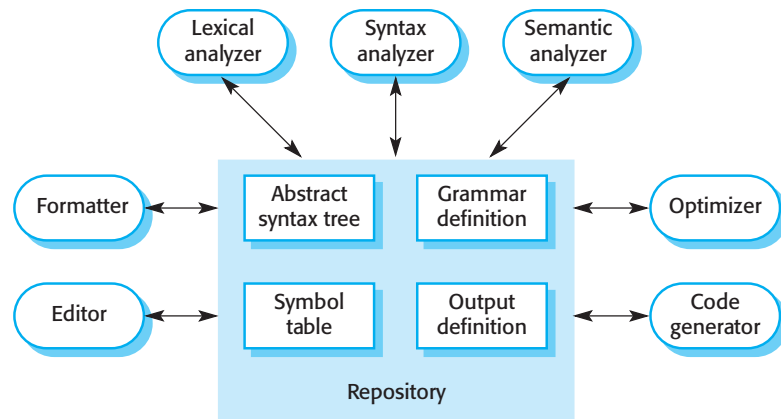 Lexical
analyzer
Syntax
analyzer
Semantic
analyzer
Formatter
Abstract
syntax tree
Grammar
definition
Optimizer
Editor
Symbol
table
Output
definition
Code
generator
Repository